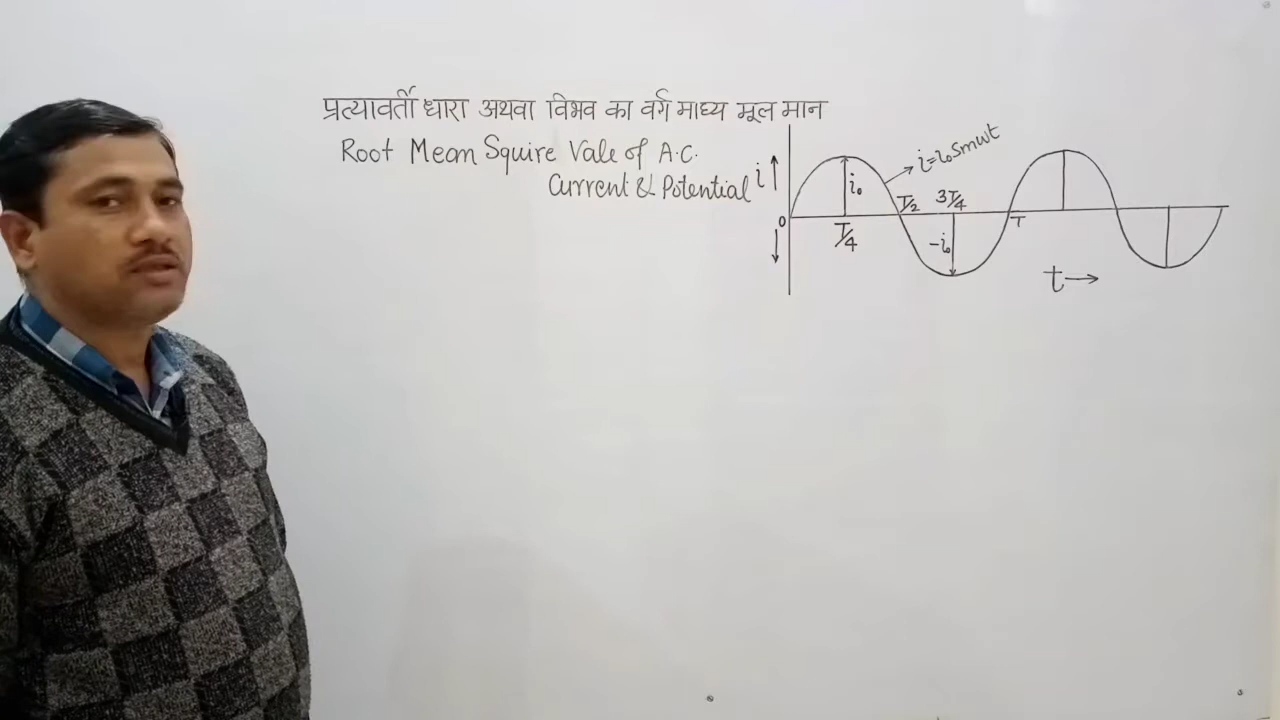 प्रत्यावर्ती धारा अथवा विभव का वर्ग माध्य मूल मान
Root Mean Squire Vale of A.C.
Current & Potential
i
i₀
i=i₀ Sinwt
T/2
3T/4
0
T/4
-i₀
T
t